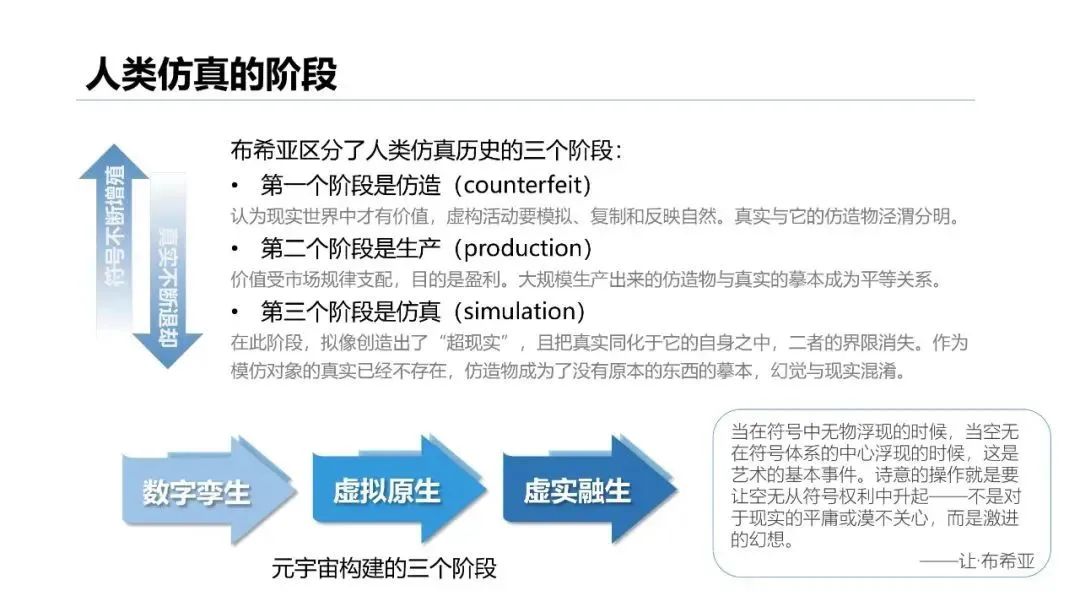 人类仿真的阶段
符号不断增殖
真实不断退却
布希亚区分了人类仿真历史的三个阶段：
• 第一个阶段是仿造（counterfeit）
认为现实世界中才有价值，虚构活动要模拟、复制和反映自然。真实与它的仿造物泾渭分明。
• 第二个阶段是生产（production）
价值受市场规律支配，目的是盈利。大规模生产出来的仿造物与真实的摹本成为平等关系。
• 第三个阶段是仿真（simulation）
在此阶段，拟像创造出了“超现实”，且把真实同化于它的自身之中，二者的界限消失。作为
模仿对象的真实已经不存在，仿造物成为了没有原本的东西的摹本，幻觉与现实混淆。
数字孪生
虚拟原生
虚实融生
元宇宙构建的三个阶段
当在符号中无物浮现的时候，当空无
在符号体系的中心浮现的时候，这是
艺术的基本事件。诗意的操作就是要
让空无从符号权利中升起——不是对
于现实的平庸或漠不关心，而是激进
的幻想。
——让·布希亚